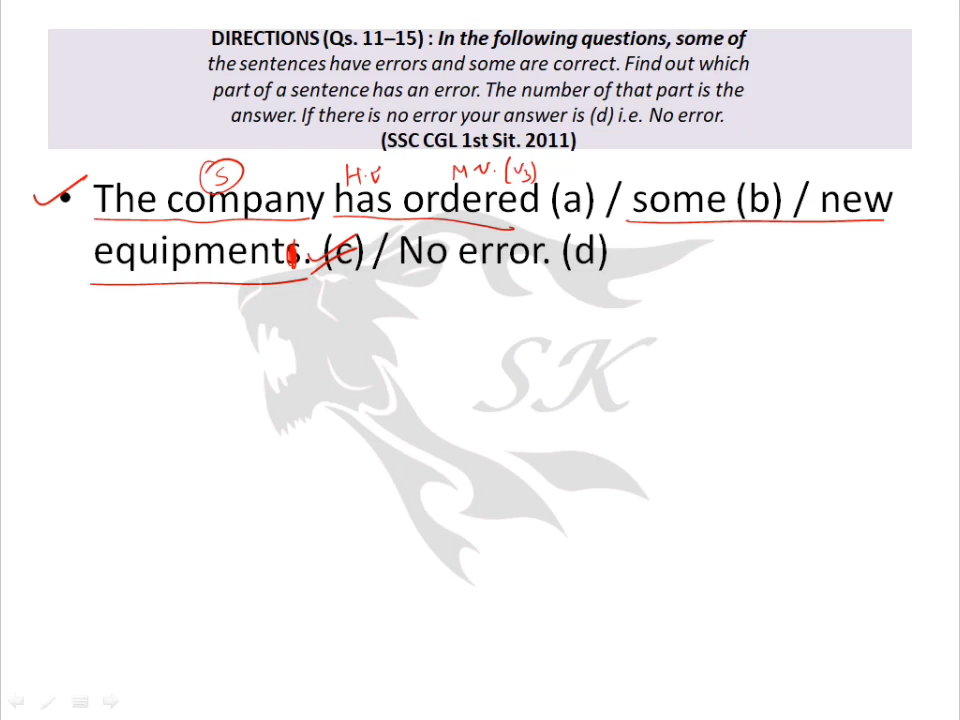 DIRECTIONS (Qs. 11–15) : In the following questions, some of
the sentences have errors and some are correct. Find out which
part of a sentence has an error. The number of that part is the
answer. If there is no error your answer is (d) i.e. No error.
(SSC CGL 1st Sit. 2011)
S H.v M.v. (v3)
• The company has ordered (a) / some (b) / new
equipments. (c) / No error. (d)
SK